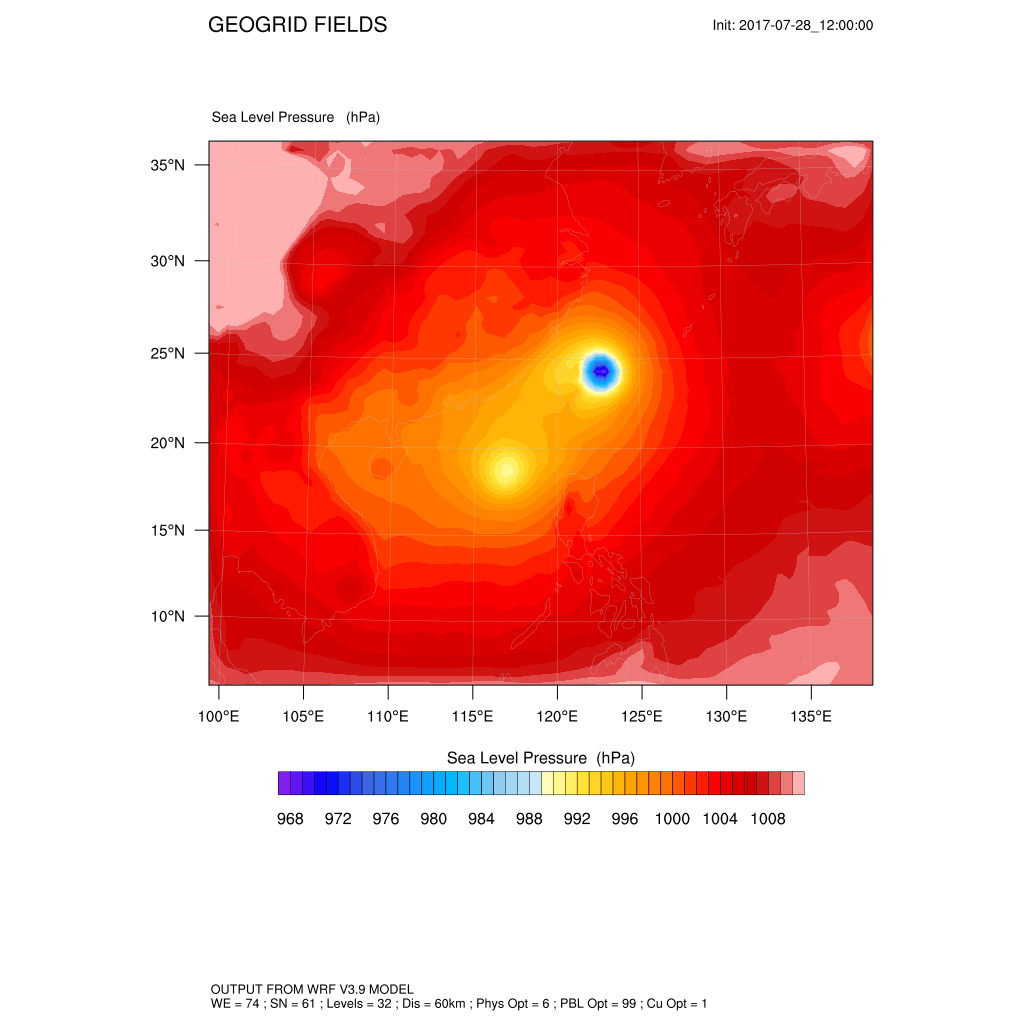 GEOGRID FIELDS
Init: 2017-07-28_12:00:00
Sea Level Pressure (hPa)
35°N
30°N
25°N
20°N
15°N
10°N
100°E 105°E 110°E 115°E 120°E 125°E 130°E 135°E
Sea Level Pressure (hPa)
968 972 976 980 984 988 992 996 1000 1004 1008
OUTPUT FROM WRF V3.9 MODEL
WE = 74 ; SN = 61 ; Levels = 32 ; Dis = 60km ; Phys Opt = 6 ; PBL Opt = 99 ; Cu Opt = 1